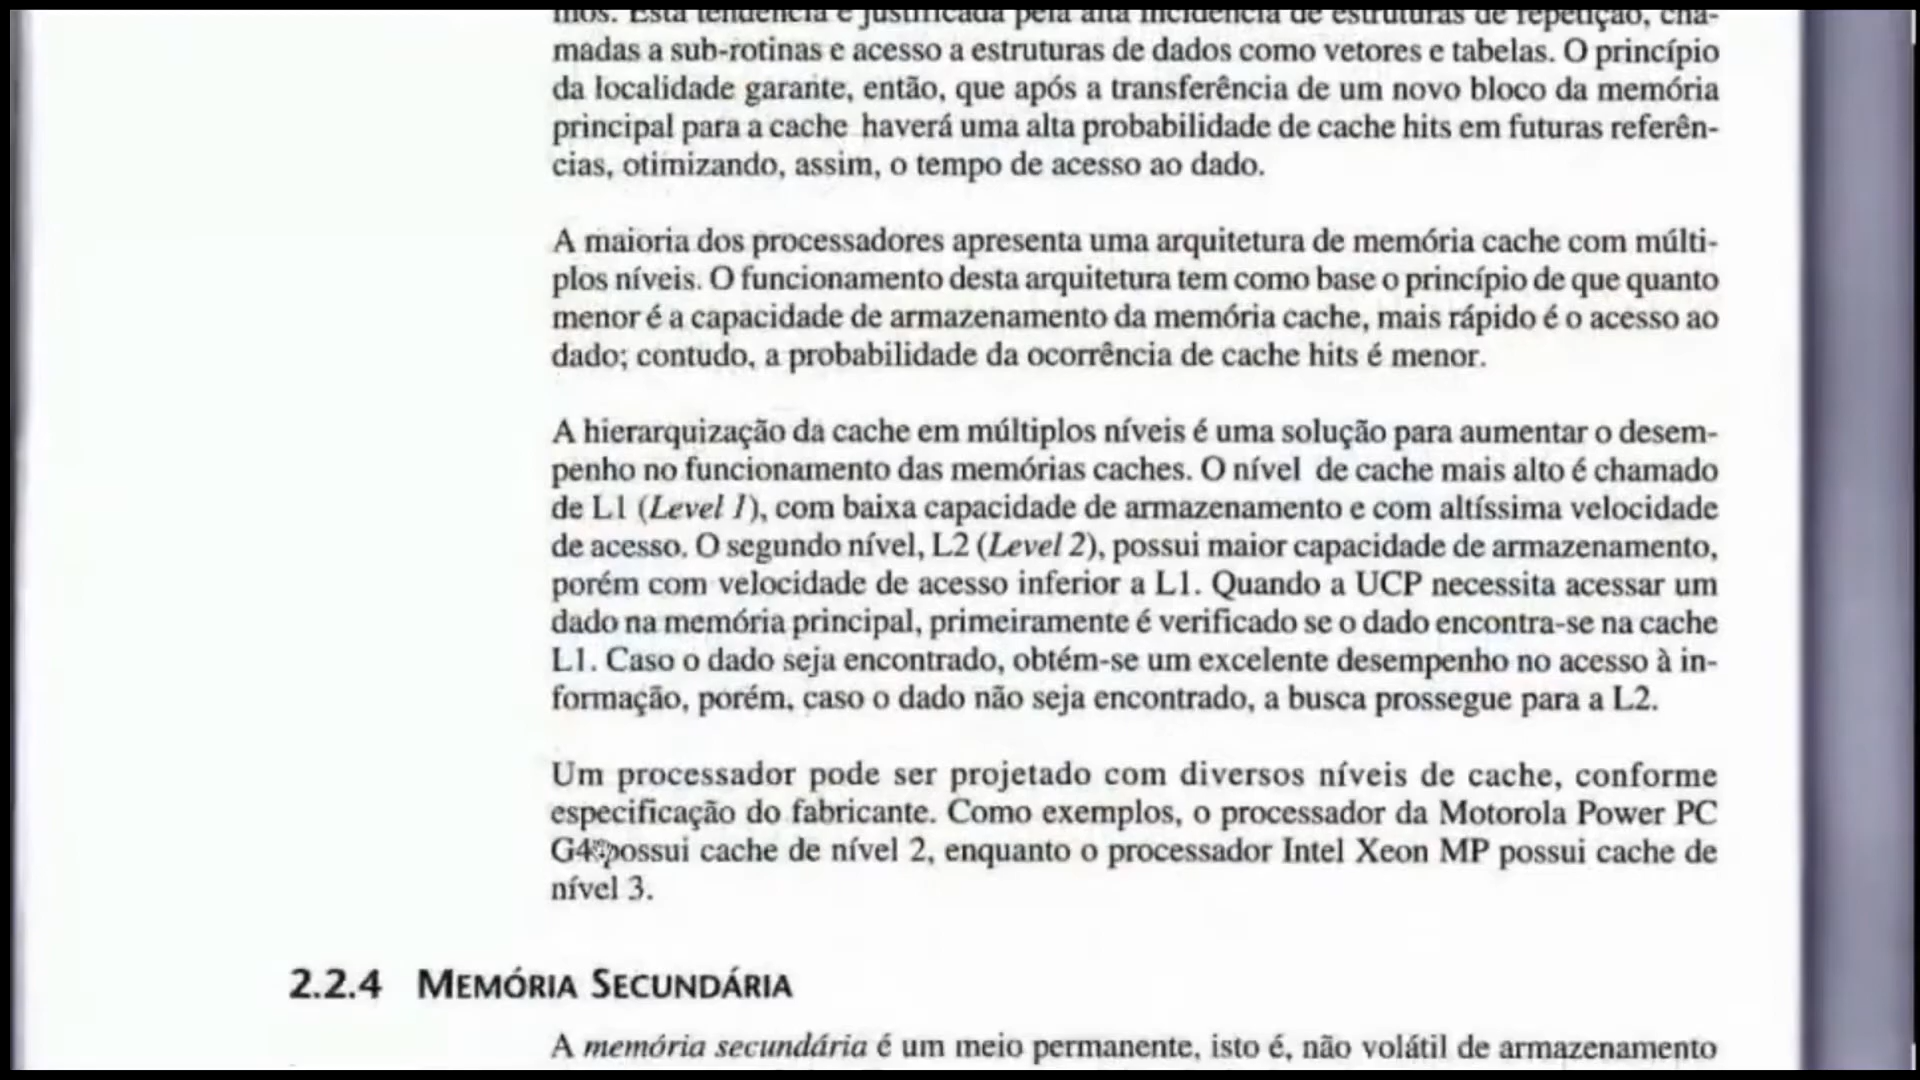 mos. Esta tendência é justificada pela alta incidência de estruturas de repetição, cha-
madas a sub-rotinas e acesso a estruturas de dados como vetores e tabelas. O princípio
da localidade garante, então, que após a transferência de um novo bloco da memória
principal para a cache haverá uma alta probabilidade de cache hits em futuras referên-
cias, otimizando, assim, o tempo de acesso ao dado.
A maioria dos processadores apresenta uma arquitetura de memória cache com múlti-
plos níveis. O funcionamento desta arquitetura tem como base o princípio de que quanto
menor é a capacidade de armazenamento da memória cache, mais rápido é o acesso ao
dado; contudo, a probabilidade da ocorrência de cache hits é menor.
A hierarquização da cache em múltiplos níveis é uma solução para aumentar o desem-
penho no funcionamento das memórias caches. O nível de cache mais alto é chamado
de L1 (Level 1), com baixa capacidade de armazenamento e com altíssima velocidade
de acesso. O segundo nível, L2 (Level 2), possui maior capacidade de armazenamento,
porém com velocidade de acesso inferior a L1. Quando a UCP necessita acessar um
dado na memória principal, primeiramente é verificado se o dado encontra-se na cache
L1. Caso o dado seja encontrado, obtém-se um excelente desempenho no acesso à in-
formação, porém, caso o dado não seja encontrado, a busca prossegue para a L2.
Um processador pode ser projetado com diversos níveis de cache, conforme
especificação do fabricante. Como exemplos, o processador da Motorola Power PC
G4 possui cache de nível 2, enquanto o processador Intel Xeon MP possui cache de
nível 3.
2.2.4 MEMÓRIA SECUNDÁRIA
A memória secundária é um meio permanente, isto é, não volátil de armazenamento